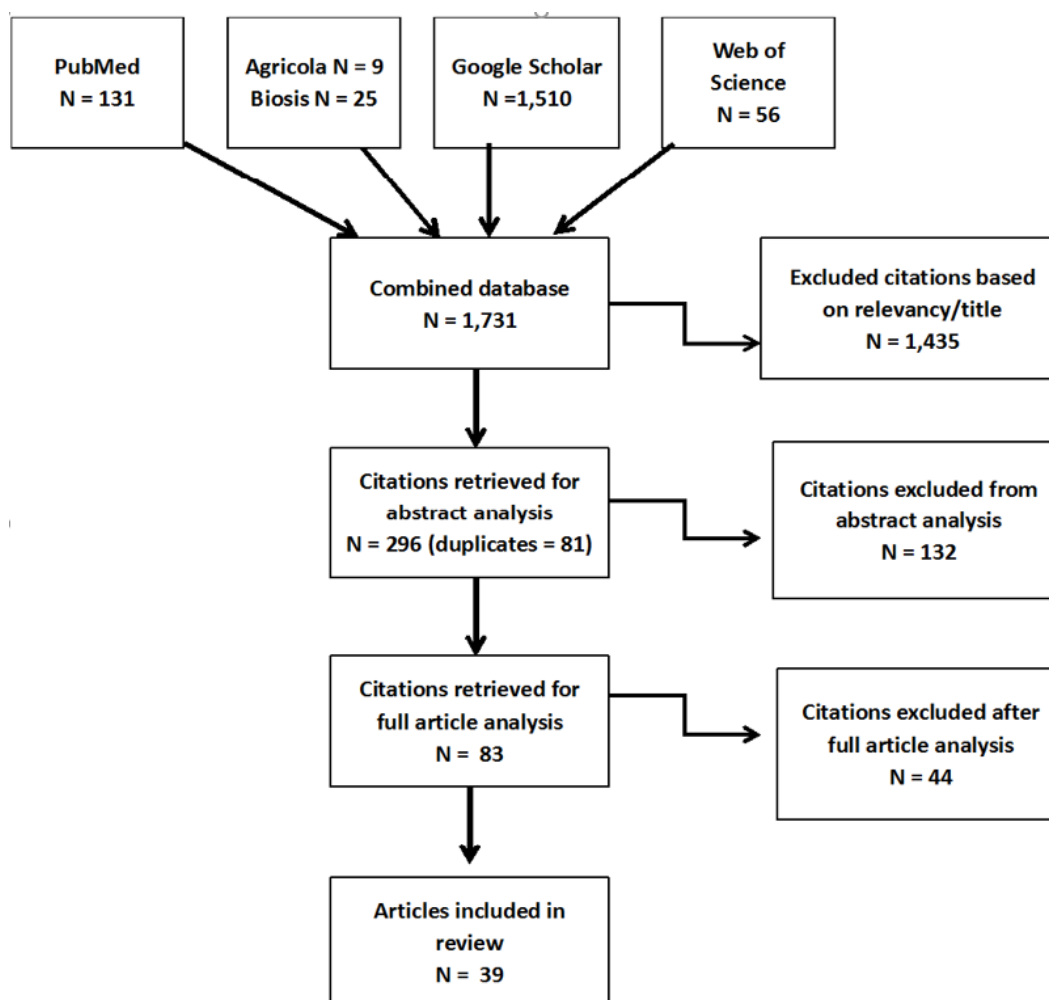 PubMed
N = 131
Agricola N = 9
Biosis N = 25
Google Scholar
N =1,510
Web of
Science
N = 56
Combined database
N = 1,731
Excluded citations based
on relevancy/title
N = 1,435
Citations retrieved for
abstract analysis
N = 296 (duplicates = 81)
Citations excluded from
abstract analysis
N = 132
Citations retrieved for
full article analysis
N = 83
Citations excluded after
full article analysis
N = 44
Articles included in
review
N = 39